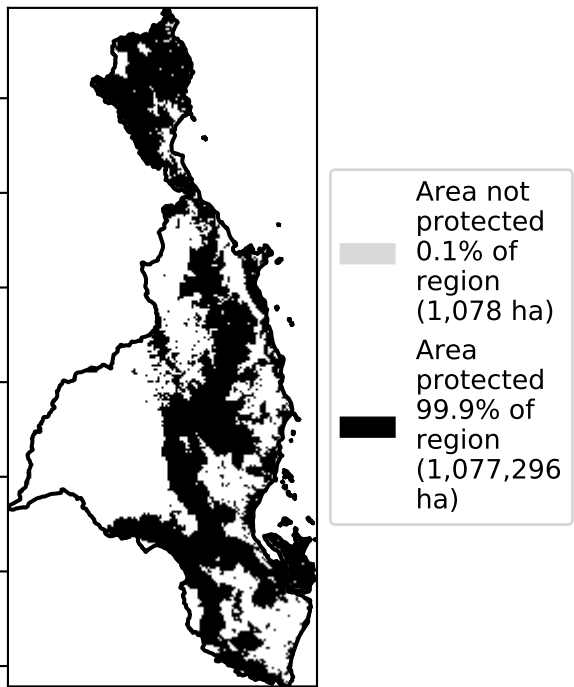 Area not
protected
0.1% of
region
(1,078 ha)
Area
protected
99.9% of
region
(1,077,296
ha)